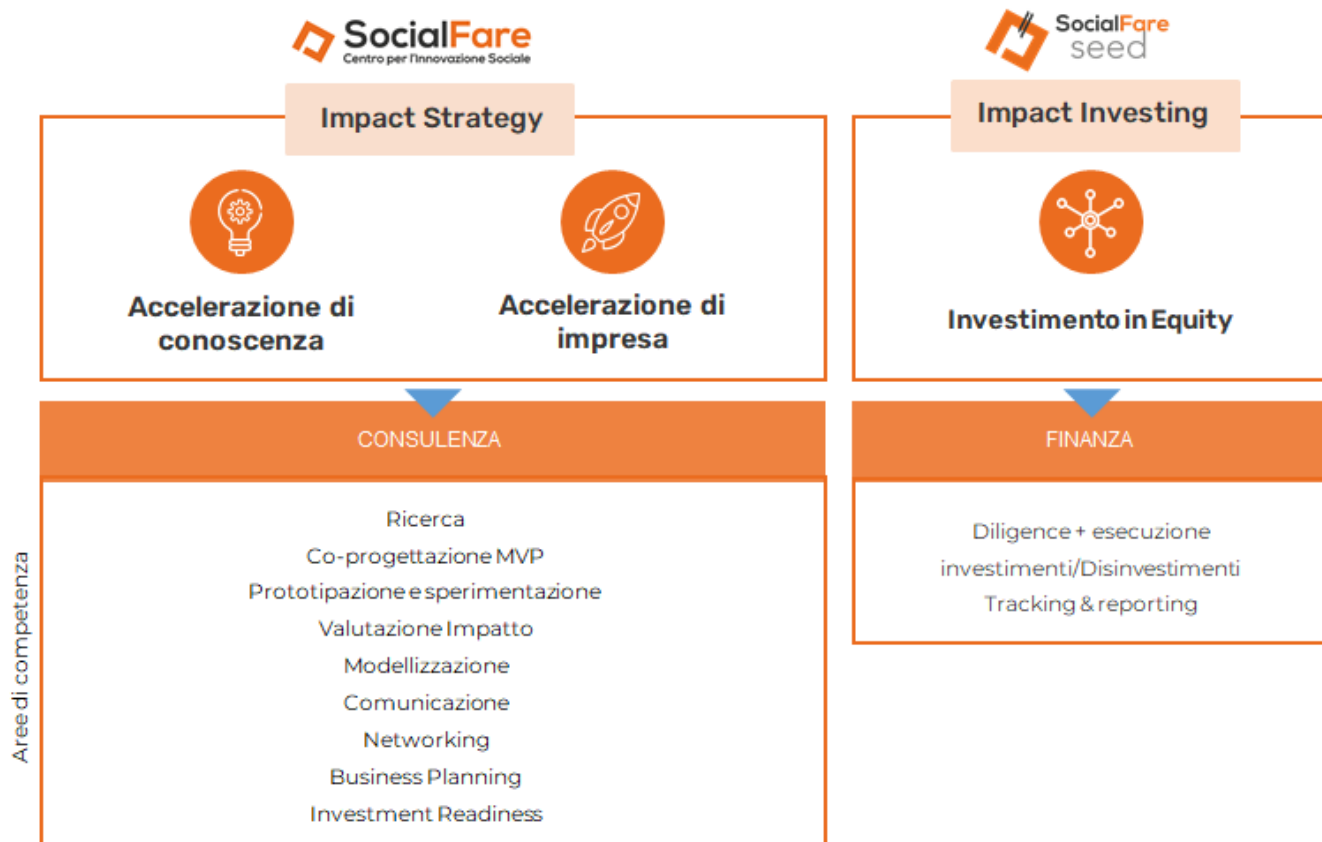 SocialFare
Centro per l'Innovazione Sociale
Impact Strategy
Accelerazione di
conoscenza
Accelerazione di
impresa
CONSULENZA
Aree di competenza
Ricerca
Co-progettazione MVP
Prototipazione e sperimentazione
Valutazione Impatto
Modellizzazione
Comunicazione
Networking
Business Planning
Investment Readiness
SocialFare
seed
Impact Investing
Investimento in Equity
FINANZA
Diligence + esecuzione
investimenti/Disinvestimenti
Tracking & reporting